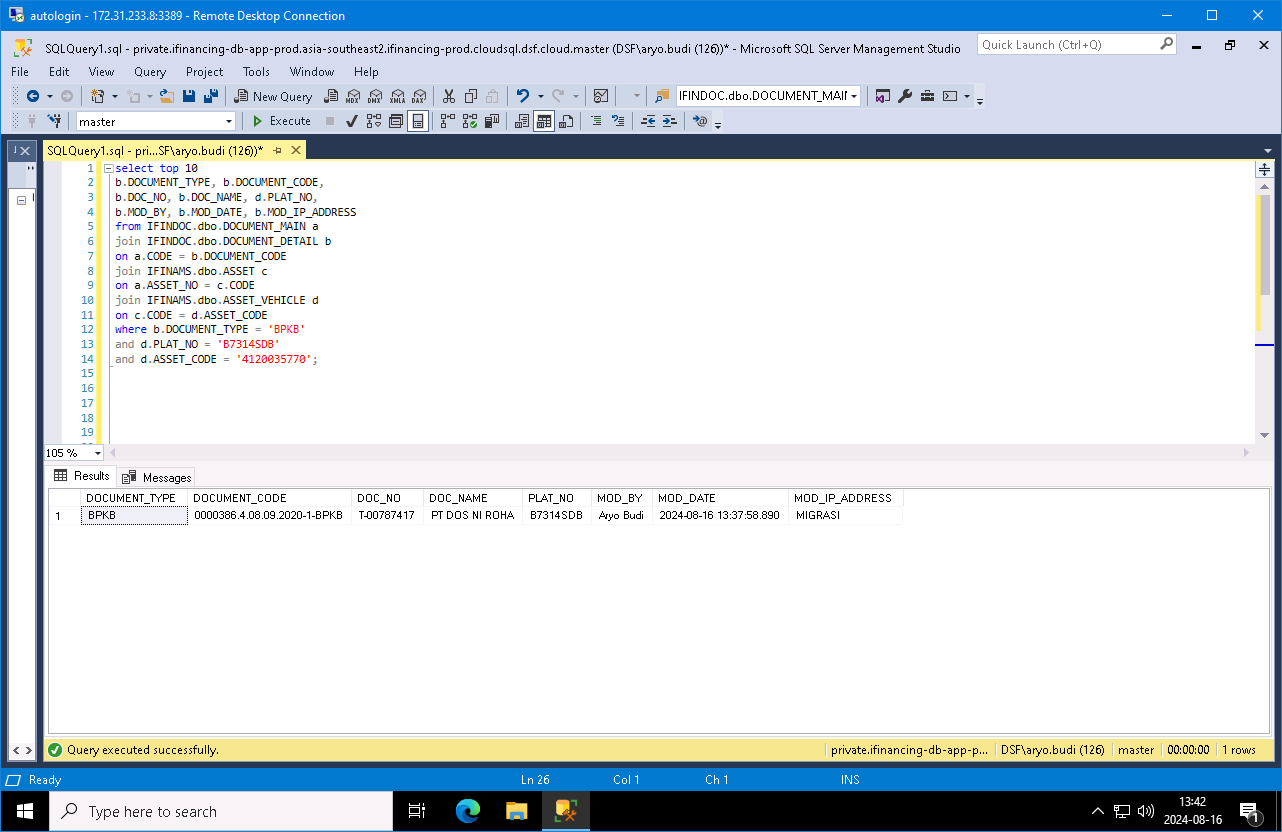 autologin - 172.31.233.8:3389 - Remote Desktop Connection
SQLQuery1.sql - private.ifinancing-db-app-prod.asia-southeast2.ifinancing-prod.cloudsql.dsf.cloud.master (DSF\aryo.budi (126))* - Microsoft SQL Server Management Studio
Quick Launch (Ctrl+Q)
File Edit View Query Project Tools Window Help
New Query MDX DMX XMLA DAX IFINDOC.dbo.DOCUMENT_MAIN
master Execute
SQLQuery1.sql - pri...SF\aryo.budi (126))*
1 select top 10
2 b.DOCUMENT_TYPE, b.DOCUMENT_CODE,
3 b.DOC_NO, b.DOC_NAME, d.PLAT_NO,
4 b.MOD_BY, b.MOD_DATE, b.MOD_IP_ADDRESS
5 from IFINDOC.dbo.DOCUMENT_MAIN a
6 join IFINDOC.dbo.DOCUMENT_DETAIL b
7 on a.CODE = b.DOCUMENT_CODE
8 join IFINAMS.dbo.ASSET c
9 on a.ASSET_NO = c.CODE
10 join IFINAMS.dbo.ASSET_VEHICLE d
11 on c.CODE = d.ASSET_CODE
12 where b.DOCUMENT_TYPE = 'BPKB'
13 and d.PLAT_NO = 'B7314SDB'
14 and d.ASSET_CODE = '4120035770';
15
16
17
18
19
105 %
Results Messages
DOCUMENT_TYPE DOCUMENT_CODE DOC_NO DOC_NAME PLAT_NO MOD_BY MOD_DATE MOD_IP_ADDRESS
1 BPKB 0000386.4.08.09.2020-1-BPKB T-00787417 PT DOS NI ROHA B7314SDB Aryo Budi 2024-08-16 13:37:58.890 MIGRASI
Query executed successfully. private.ifinancing-db-app-p... DSF\aryo.budi (126) master 00:00:00 1 rows
Ready Ln 26 Col 1 Ch 1 INS
Type here to search
13:42
2024-08-16
1